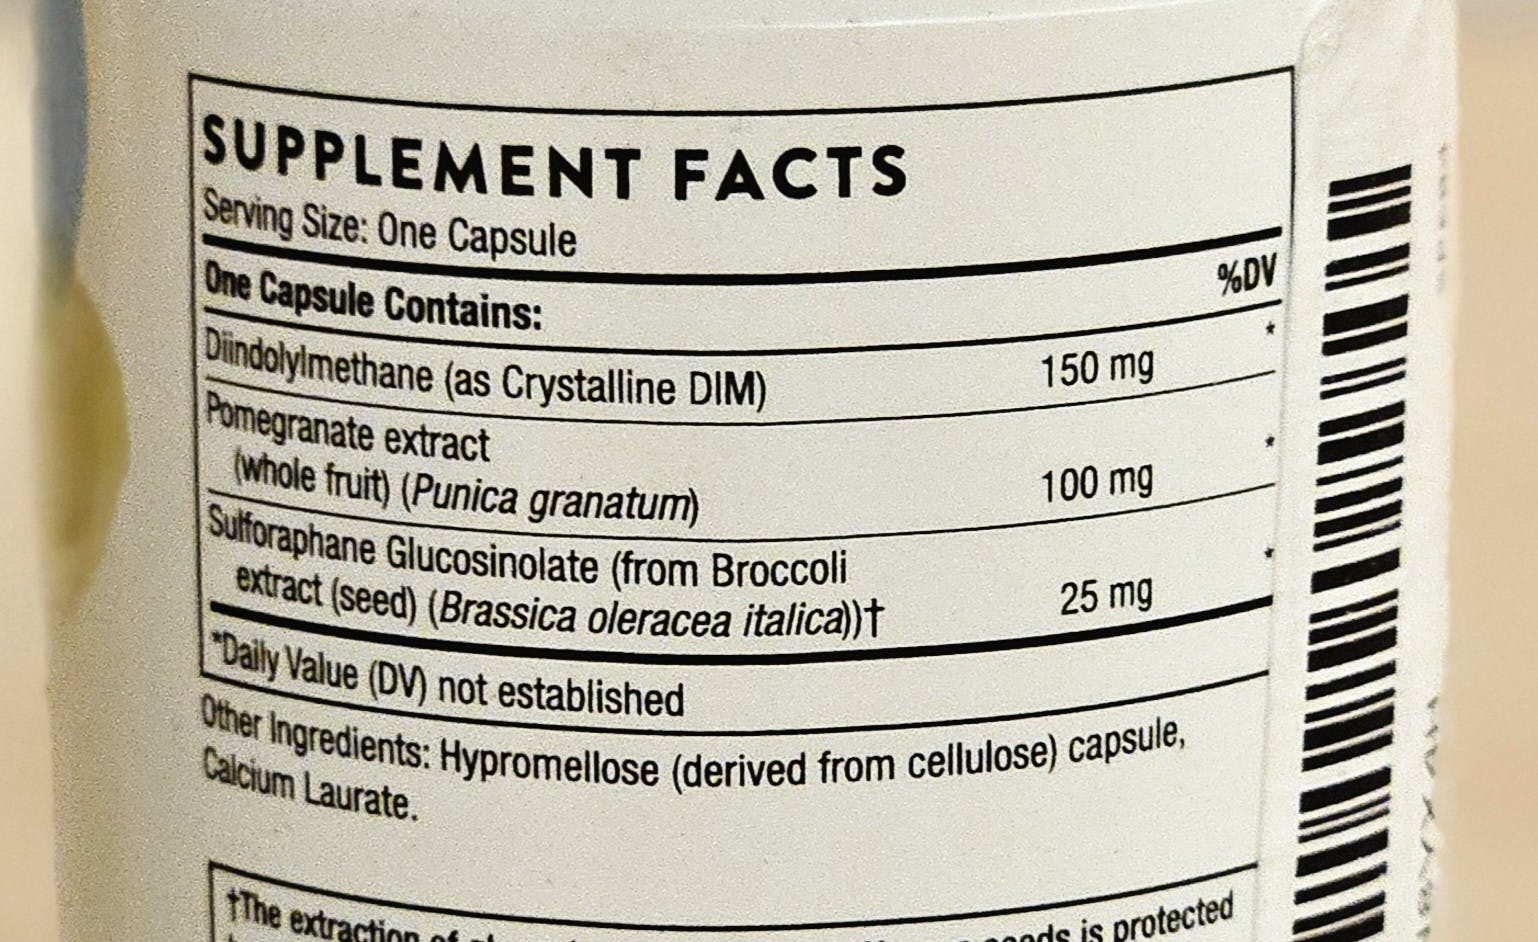 SUPPLEMENT FACTS
Serving Size: One Capsule
One Capsule Contains: %DV
Diindolylmethane (as Crystalline DIM) 150 mg *
Pomegranate extract
(whole fruit) (Punica granatum) 100 mg *
Sulforaphane Glucosinolate (from Broccoli
extract (seed) (Brassica oleracea italica))† 25 mg *
*Daily Value (DV) not established
Other Ingredients: Hypromellose (derived from cellulose) capsule,
Calcium Laurate.
†The extraction of is protected